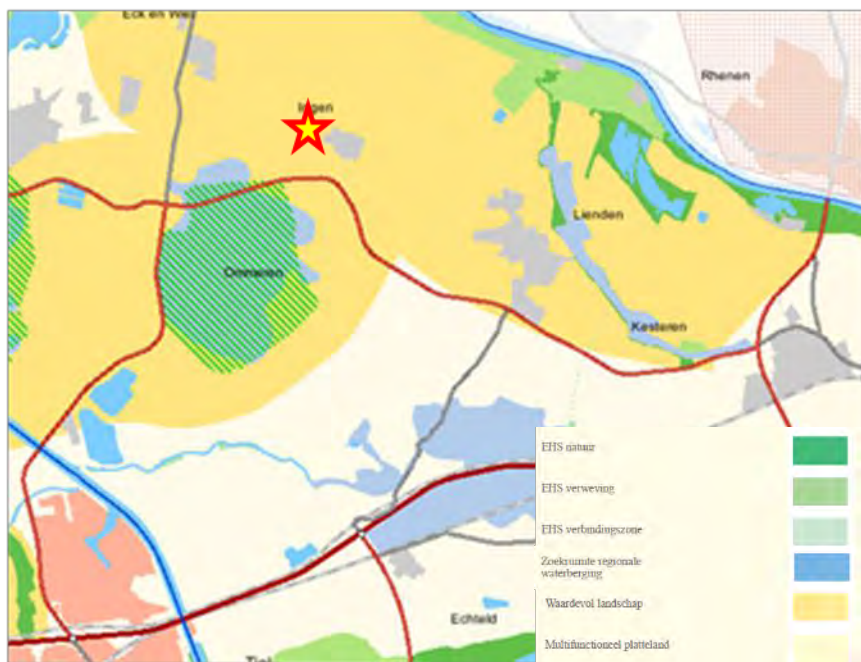 Eck en Wiel
Rhenen
Ingen
Lienden
Ommeren
Kesteren
EHS natuur
EHS verweving
EHS verbindingszone
Zoekruimte regionale
waterberging
Waardevol landschap
Echteld
Multifunctioneel platteland
Tiel